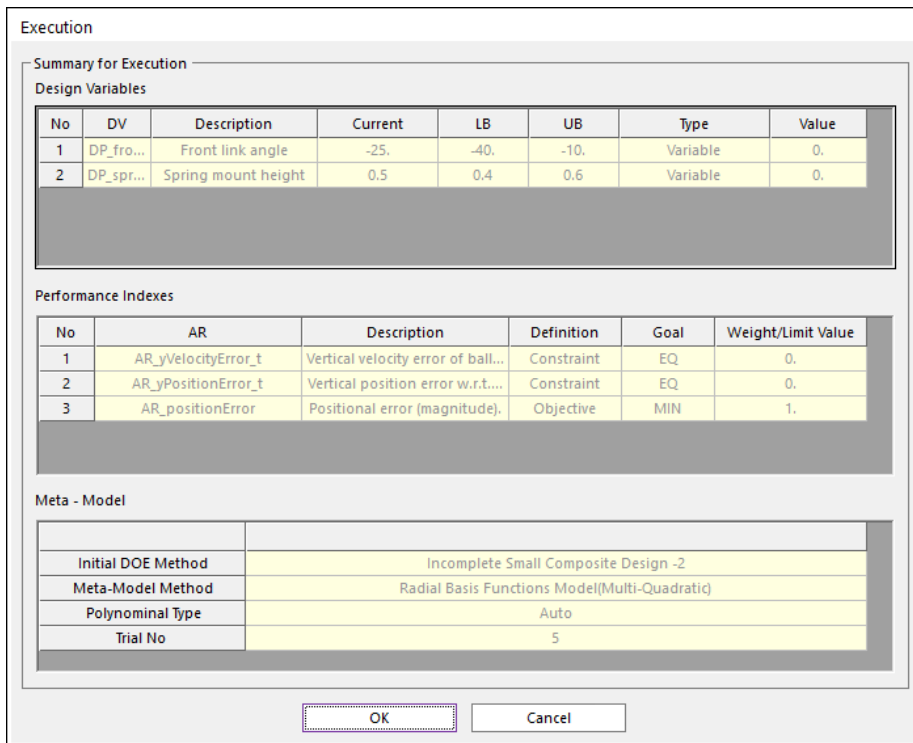 Execution
Summary for Execution
Design Variables
No DV Description Current LB UB Type Value
1 DP_fro... Front link angle -25. -40. -10. Variable 0.
2 DP_spr... Spring mount height 0.5 0.4 0.6 Variable 0.
Performance Indexes
No AR Description Definition Goal Weight/Limit Value
1 AR_yVelocityError_t Vertical velocity error of ball... Constraint EQ 0.
2 AR_yPositionError_t Vertical position error w.r.t.... Constraint EQ 0.
3 AR_positionError Positional error (magnitude). Objective MIN 1.
Meta - Model
Initial DOE Method Incomplete Small Composite Design -2
Meta-Model Method Radial Basis Functions Model(Multi-Quadratic)
Polynominal Type Auto
Trial No 5
OK Cancel